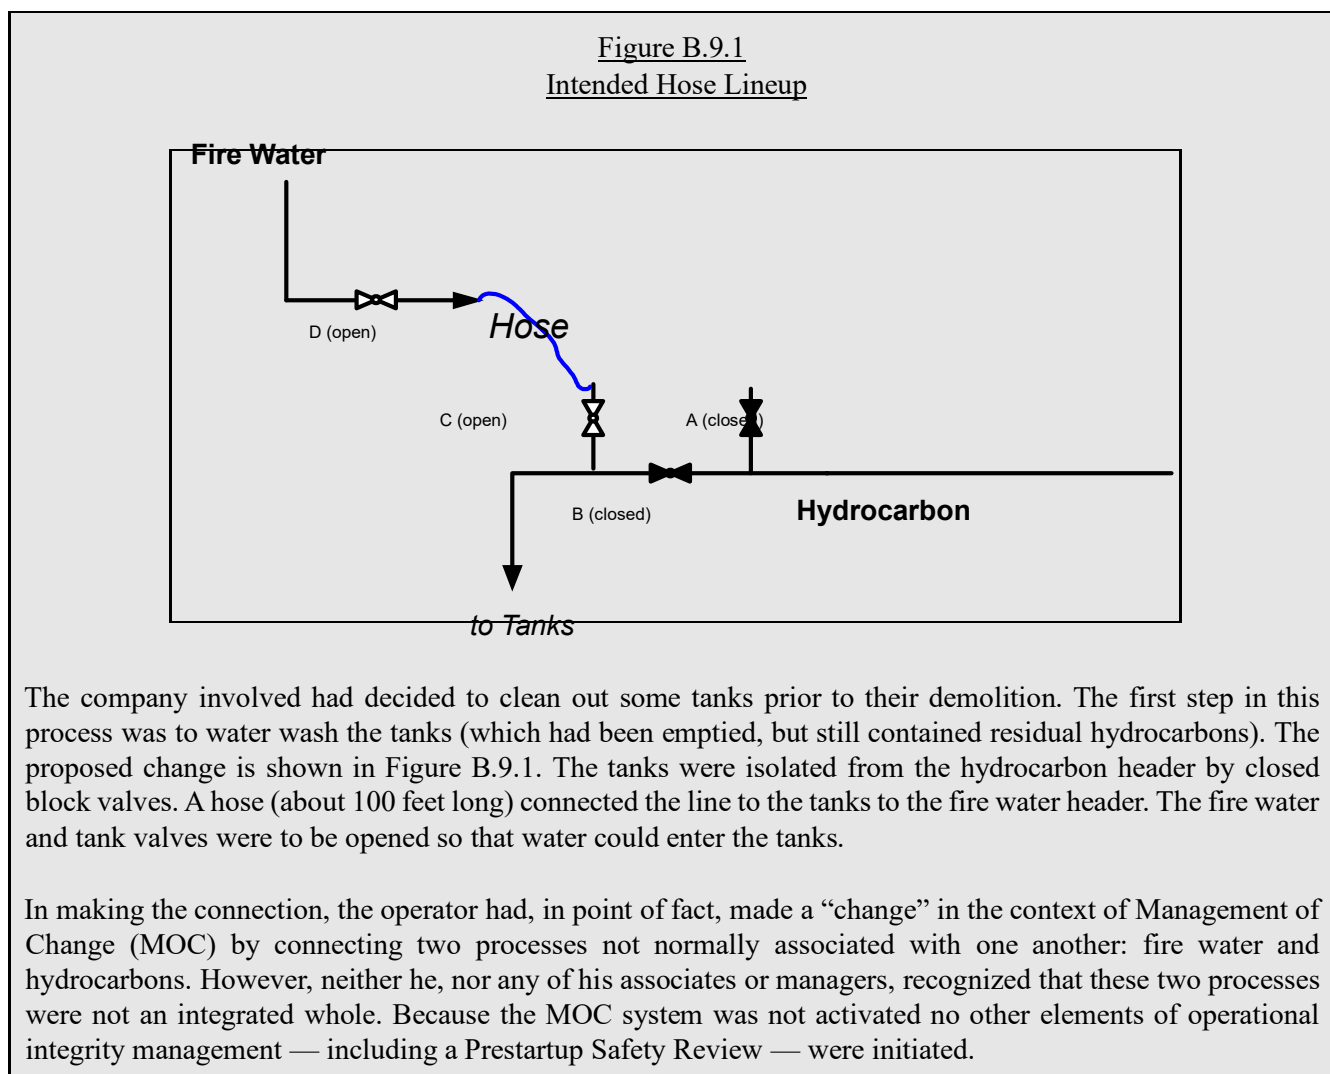 Figure B.9.1
Intended Hose Lineup
Fire Water
D (open)
Hose
C (open)
A (closed)
B (closed)
Hydrocarbon
to Tanks
The company involved had decided to clean out some tanks prior to their demolition. The first step in this
process was to water wash the tanks (which had been emptied, but still contained residual hydrocarbons). The
proposed change is shown in Figure B.9.1. The tanks were isolated from the hydrocarbon header by closed
block valves. A hose (about 100 feet long) connected the line to the tanks to the fire water header. The fire water
and tank valves were to be opened so that water could enter the tanks.
In making the connection, the operator had, in point of fact, made a “change” in the context of Management of
Change (MOC) by connecting two processes not normally associated with one another: fire water and
hydrocarbons. However, neither he, nor any of his associates or managers, recognized that these two processes
were not an integrated whole. Because the MOC system was not activated no other elements of operational
integrity management — including a Prestartup Safety Review — were initiated.